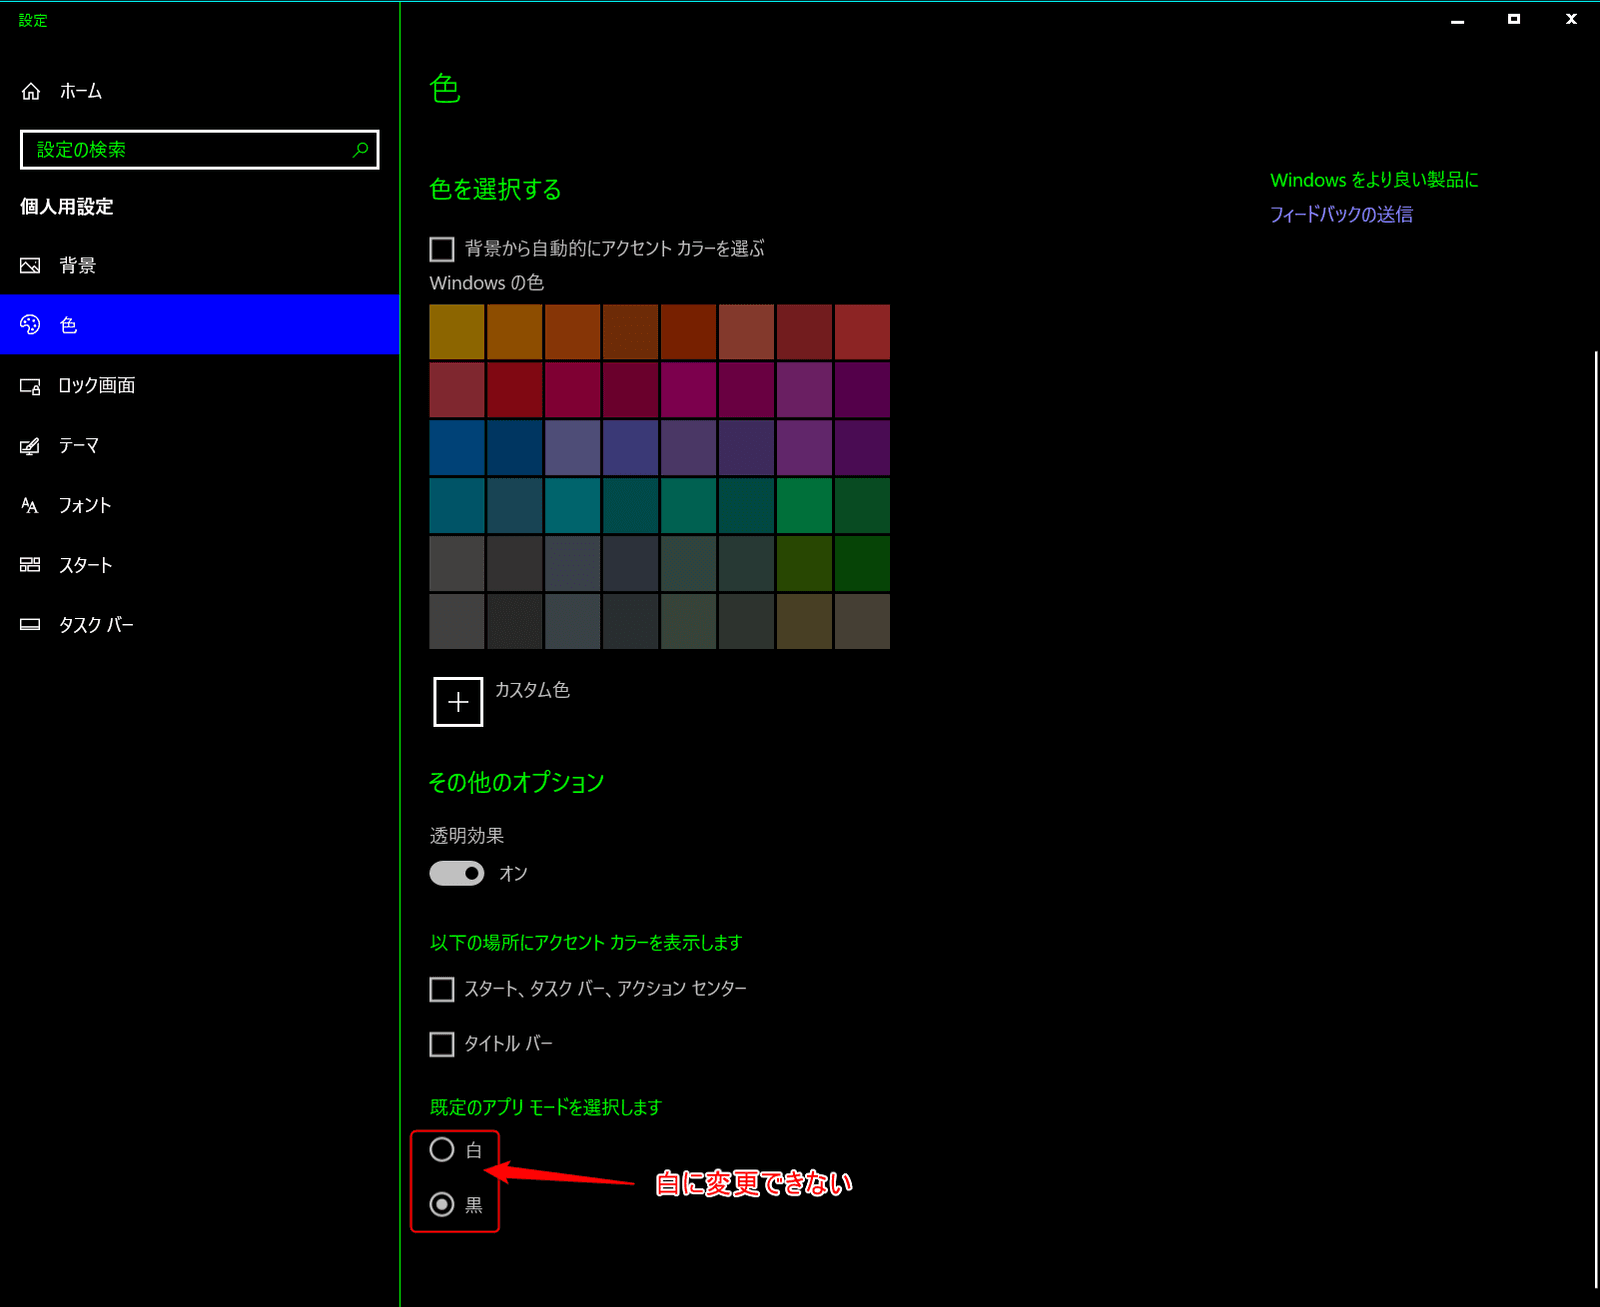 設定
ホーム
設定の検索
個人用設定
背景
色
ロック画面
テーマ
フォント
スタート
タスク バー
色
色を選択する
背景から自動的にアクセント カラーを選ぶ
Windows の色
カスタム色
その他のオプション
透明効果
オン
以下の場所にアクセント カラーを表示します
スタート、タスク バー、アクション センター
タイトル バー
既定のアプリ モードを選択します
白
黒
白に変更できない
Windows をより良い製品に
フィードバックの送信